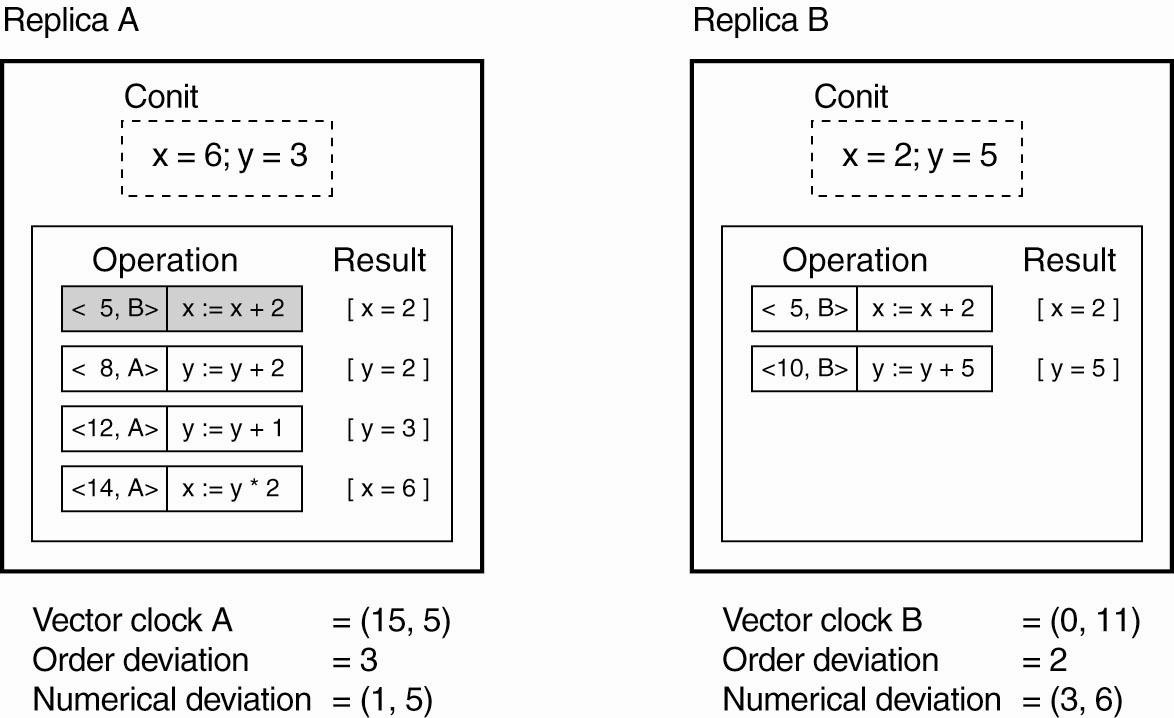 Replica A
Conit
x = 6; y = 3
Operation Result
< 5, B> x := x + 2 [ x = 2 ]
< 8, A> y := y + 2 [ y = 2 ]
<12, A> y := y + 1 [ y = 3 ]
<14, A> x := y * 2 [ x = 6 ]
Vector clock A = (15, 5)
Order deviation = 3
Numerical deviation = (1, 5)
Replica B
Conit
x = 2; y = 5
Operation Result
< 5, B> x := x + 2 [ x = 2 ]
<10, B> y := y + 5 [ y = 5 ]
Vector clock B = (0, 11)
Order deviation = 2
Numerical deviation = (3, 6)